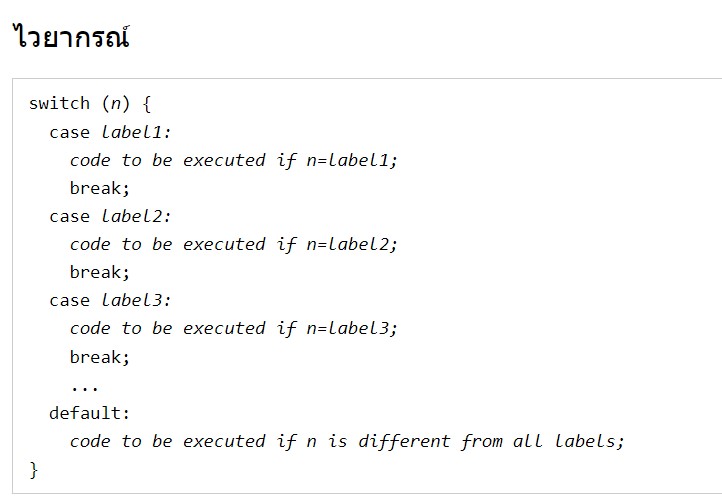 ไวยากรณ์
switch (n) {
  case label1:
    code to be executed if n=label1;
    break;
  case label2:
    code to be executed if n=label2;
    break;
  case label3:
    code to be executed if n=label3;
    break;
    ...
  default:
    code to be executed if n is different from all labels;
}